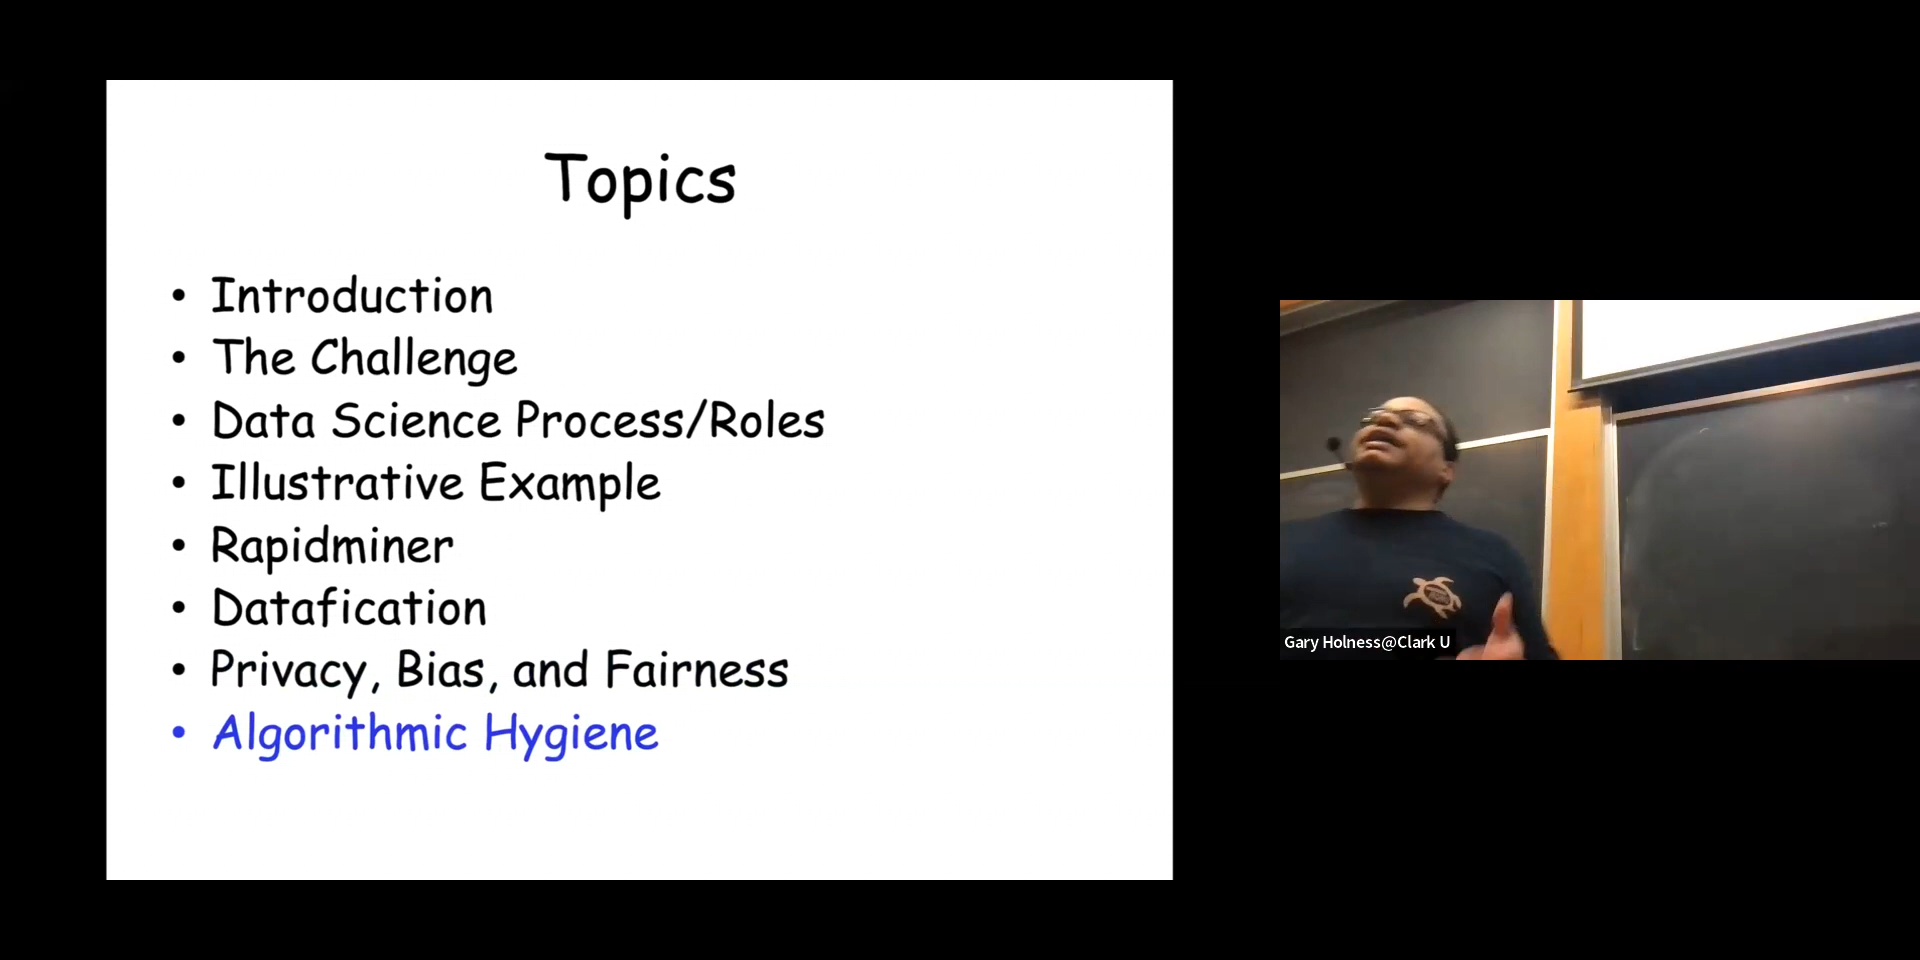 Topics
• Introduction
• The Challenge
• Data Science Process/Roles
• Illustrative Example
• Rapidminer
• Datafication
• Privacy, Bias, and Fairness
• Algorithmic Hygiene
Gary Holness@Clark U